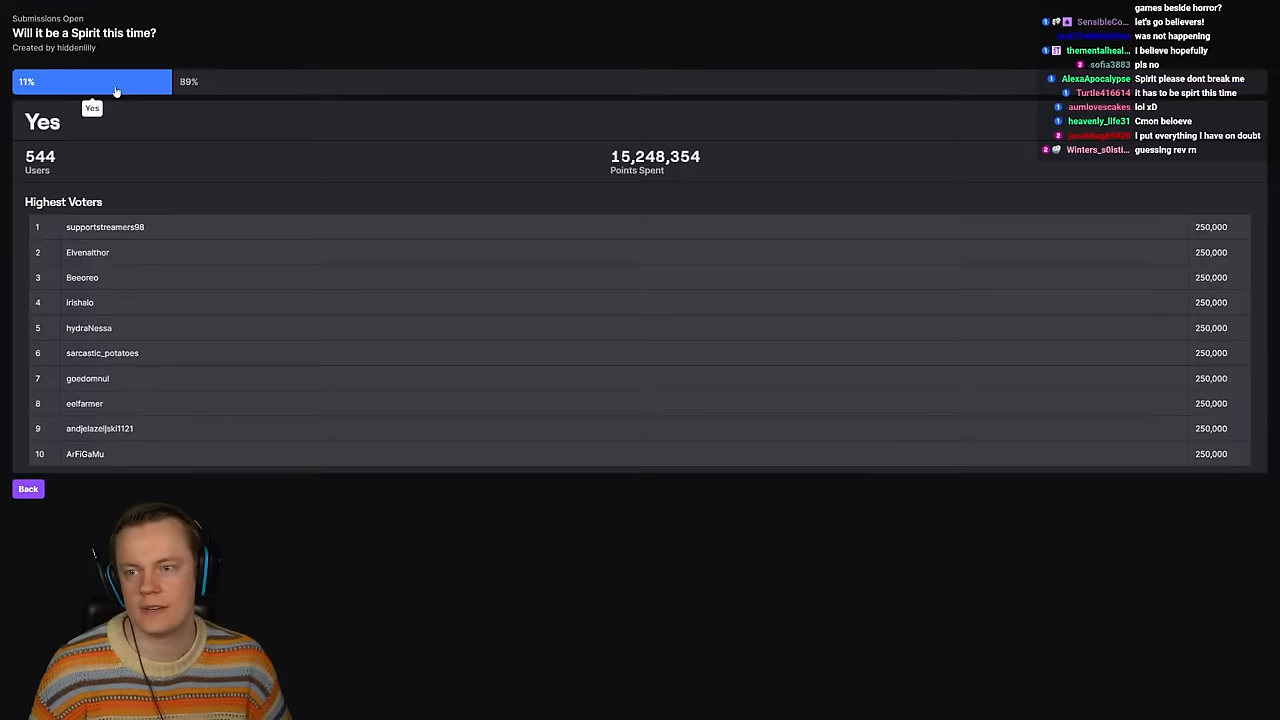 Submissions Open
Will it be a Spirit this time?
Created by hiddenlilly
11%
89%
Yes
Yes
544
Users
15,248,354
Points Spent
Highest Voters
1 supportstreamers98 250,000
2 Elvenaithor 250,000
3 Beeoreo 250,000
4 irishalo 250,000
5 hydraNessa 250,000
6 sarcastic_potatoes 250,000
7 goedomnul 250,000
8 eelfarmer 250,000
9 andjelazeljski1121 250,000
10 ArFiGaMu 250,000
Back
games beside horror?
SensibleCo... let's go believers!
was not happening
thementalheal... I believe hopefully
sofia3883 pls no
AlexaApocalypse Spirit please dont break me
Turtle416614 it has to be spirt this time
aumlovescakes lol xD
heavenly_life31 Cmon beloeve
I put everything I have on doubt
Winters_s0lsti... guessing rev rn